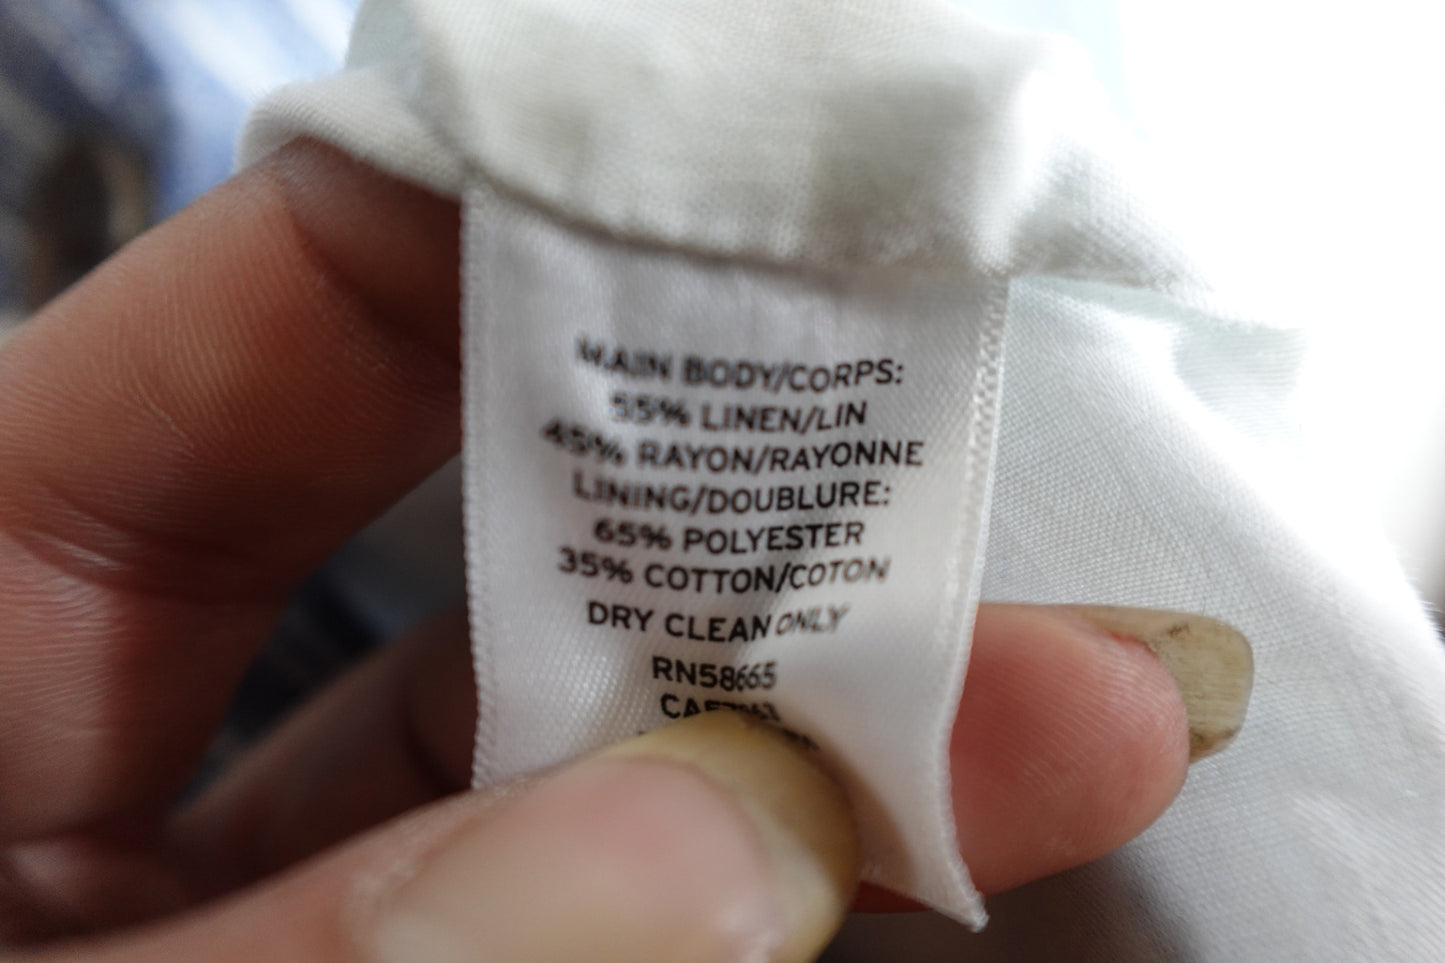 MAIN BODY/CORPS:
55% LINEN/LIN
45% RAYON/RAYONNE
LINING/DOUBLURE:
65% POLYESTER
35% COTTON/COTON
DRY CLEAN ONLY
RN58665